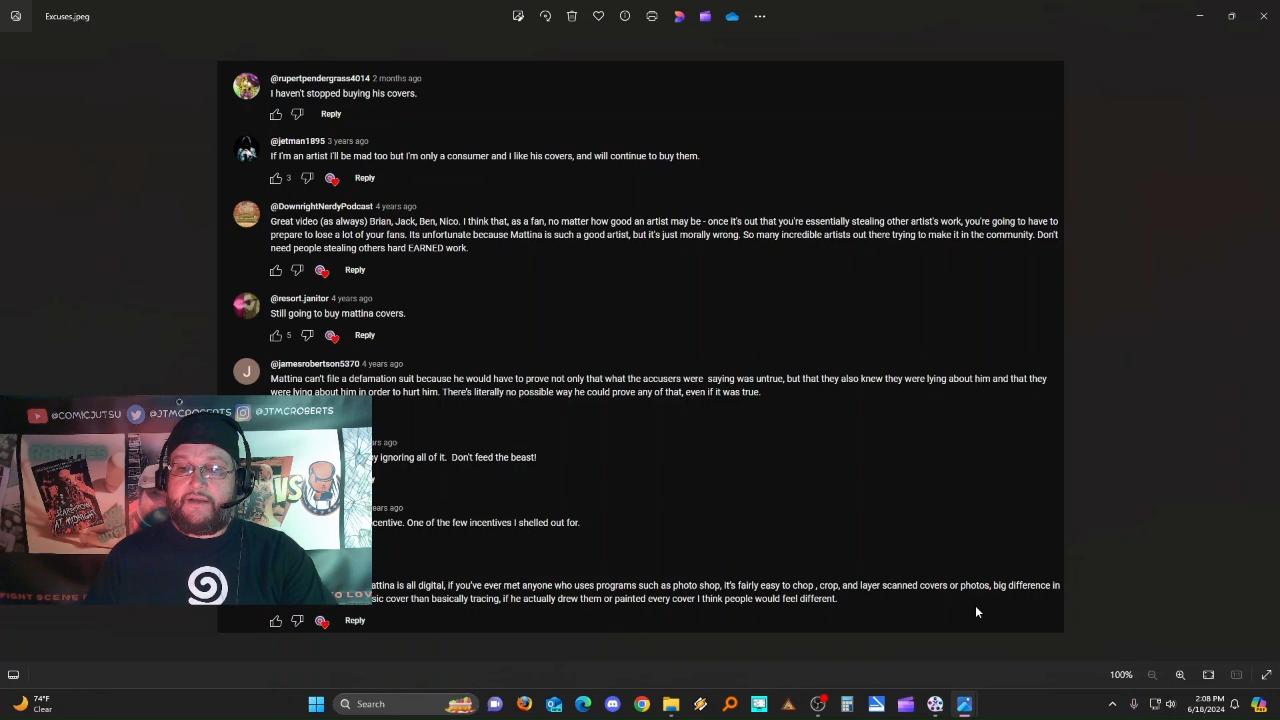 Excuses.jpeg
@rupertpendergrass4014 2 months ago
I haven't stopped buying his covers.
Reply
@jetman1895 3 years ago
If I'm an artist I'll be mad too but I'm only a consumer and I like his covers, and will continue to buy them.
3 Reply
@DownrightNerdyPodcast 4 years ago
Great video (as always) Brian, Jack, Ben, Nico. I think that, as a fan, no matter how good an artist may be - once it's out that you're essentially stealing other artist's work, you're going to have to
prepare to lose a lot of your fans. Its unfortunate because Mattina is such a good artist, but it's just morally wrong. So many incredible artists out there trying to make it in the community. Don't
need people stealing others hard EARNED work.
Reply
@resort.janitor 4 years ago
Still going to buy mattina covers.
5 Reply
J
@jamesrobertson5370 4 years ago
Mattina can't file a defamation suit because he would have to prove not only that what the accusers were saying was untrue, but that they also knew they were lying about him and that they
were lying about him in order to hurt him. There's literally no possible way he could prove any of that, even if it was true.
@COMICJUTSU @JTMCROBERTS @JTMCROBERTS
ars ago
y ignoring all of it. Don't feed the beast!
ears ago
centive. One of the few incentives I shelled out for.
attina is all digital, if you've ever met anyone who uses programs such as photo shop, it's fairly easy to chop , crop, and layer scanned covers or photos, big difference in
sic cover than basically tracing, if he actually drew them or painted every cover I think people would feel different.
Reply
VS
AT MIDNIGHT
FIGHT SCENE
TO LOV
100%
74°F
Clear
Search
2:08 PM
6/18/2024